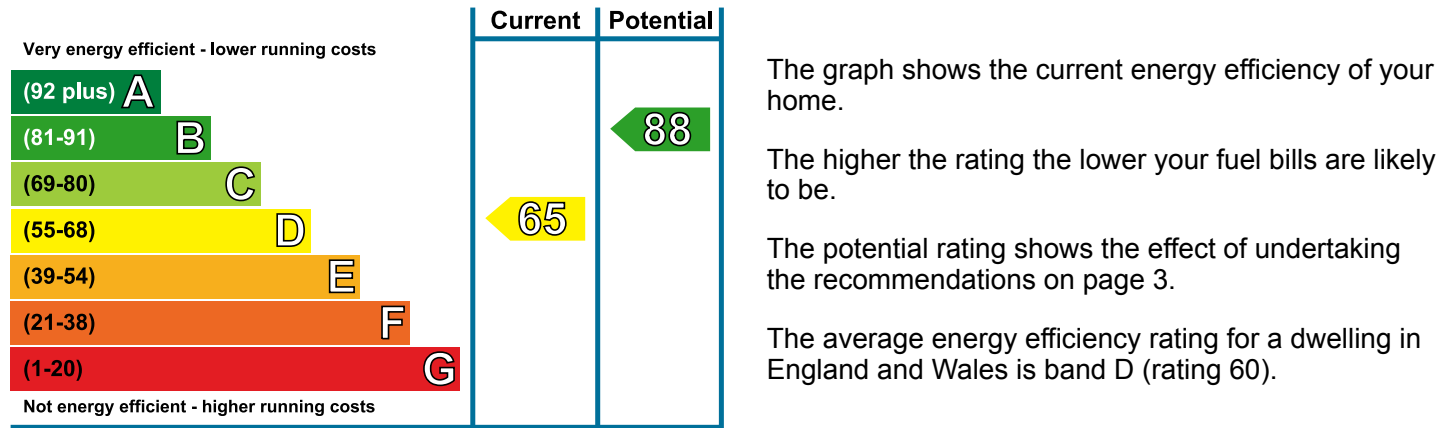 Current Potential
Very energy efficient - lower running costs
(92 plus) A
(81-91) B
88
(69-80) C
(55-68) D
65
(39-54) E
(21-38) F
(1-20) G
Not energy efficient - higher running costs
The graph shows the current energy efficiency of your
home.
The higher the rating the lower your fuel bills are likely
to be.
The potential rating shows the effect of undertaking
the recommendations on page 3.
The average energy efficiency rating for a dwelling in
England and Wales is band D (rating 60).